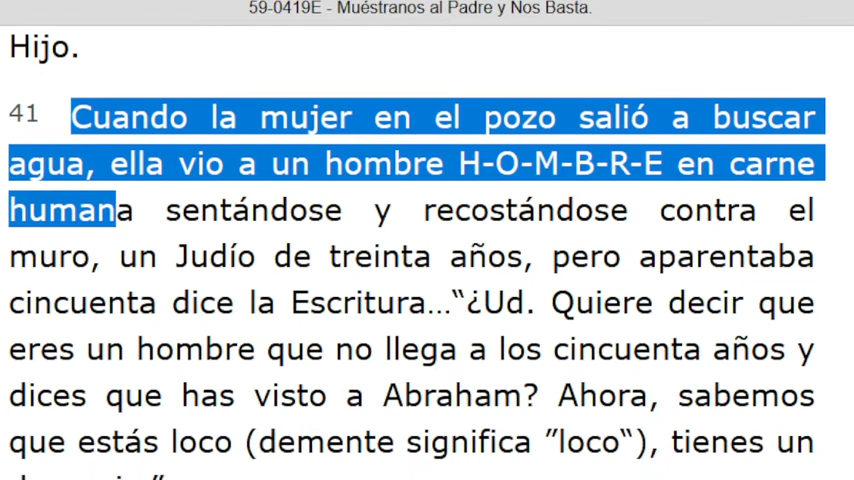 59-0419E - Muéstranos al Padre y Nos Basta.
Hijo.
41 Cuando la mujer en el pozo salió a buscar
agua, ella vio a un hombre H-O-M-B-R-E en carne
humana sentándose y recostándose contra el
muro, un Judío de treinta años, pero aparentaba
cincuenta dice la Escritura...‟¿Ud. Quiere decir que
eres un hombre que no llega a los cincuenta años y
dices que has visto a Abraham? Ahora, sabemos
que estás loco (demente significa ”loco‟), tienes un